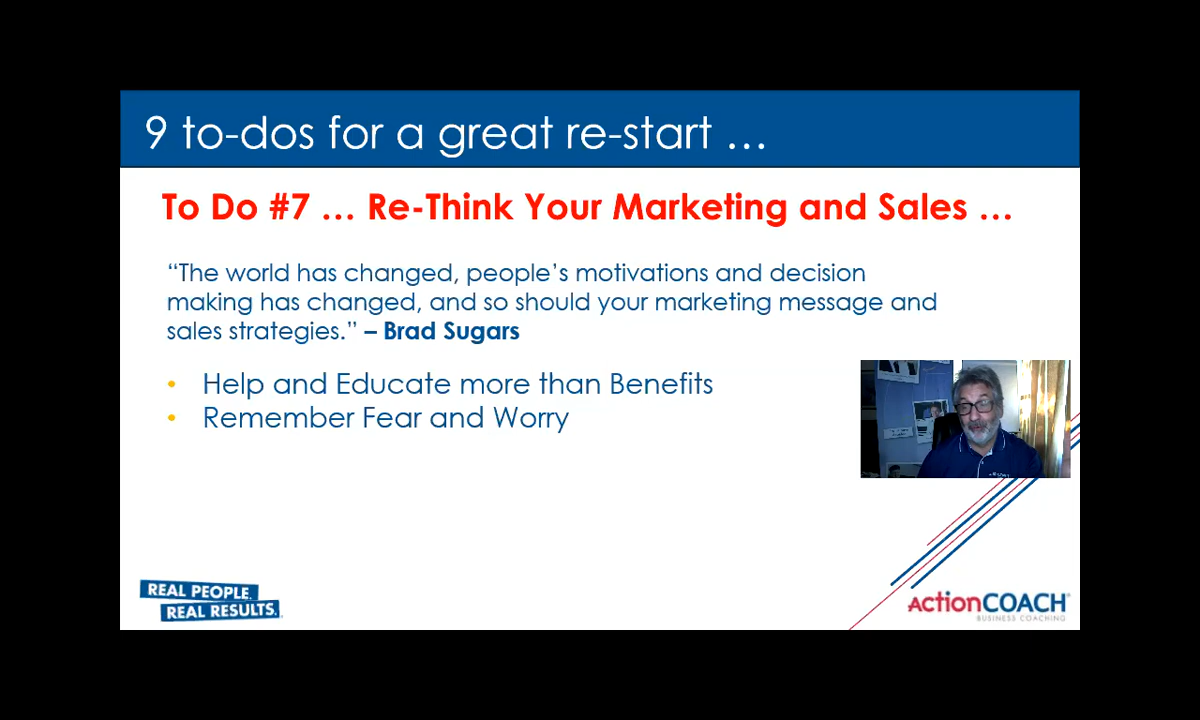 9 to-dos for a great re-start …
To Do #7 … Re-Think Your Marketing and Sales …
“The world has changed, people’s motivations and decision
making has changed, and so should your marketing message and
sales strategies.” – Brad Sugars
• Help and Educate more than Benefits
• Remember Fear and Worry
REAL PEOPLE.
REAL RESULTS.
ActionCOACH
BUSINESS COACHING